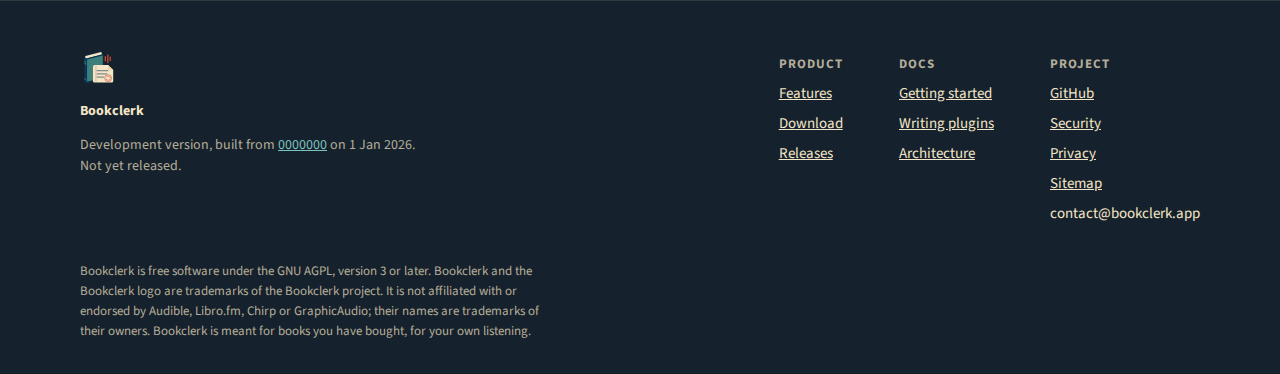 Bookclerk
Development version, built from 0000000 on 1 Jan 2026.
Not yet released.
PRODUCT
Features
Download
Releases
DOCS
Getting started
Writing plugins
Architecture
PROJECT
GitHub
Security
Privacy
Sitemap
contact@bookclerk.app
Bookclerk is free software under the GNU AGPL, version 3 or later. Bookclerk and the
Bookclerk logo are trademarks of the Bookclerk project. It is not affiliated with or
endorsed by Audible, Libro.fm, Chirp or GraphicAudio; their names are trademarks of
their owners. Bookclerk is meant for books you have bought, for your own listening.